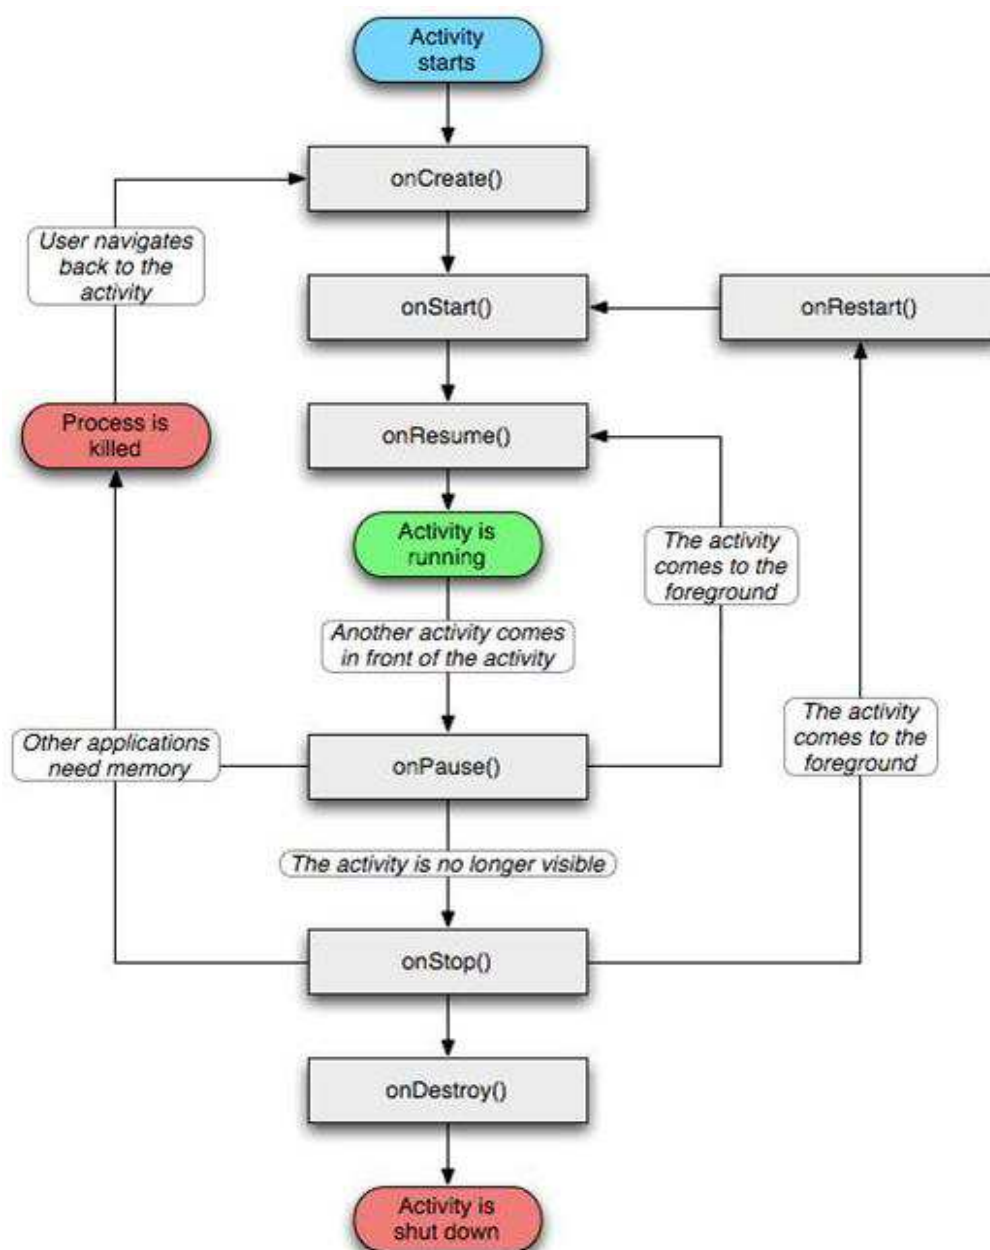 Activity
starts
onCreate()
User navigates
back to the
activity
onStart()
onRestart()
Process is
killed
onResume()
Activity is
running
The activity
comes to the
foreground
Another activity comes
in front of the activity
The activity
comes to the
foreground
Other applications
need memory
onPause()
The activity is no longer visible
onStop()
onDestroy()
Activity is
shut down